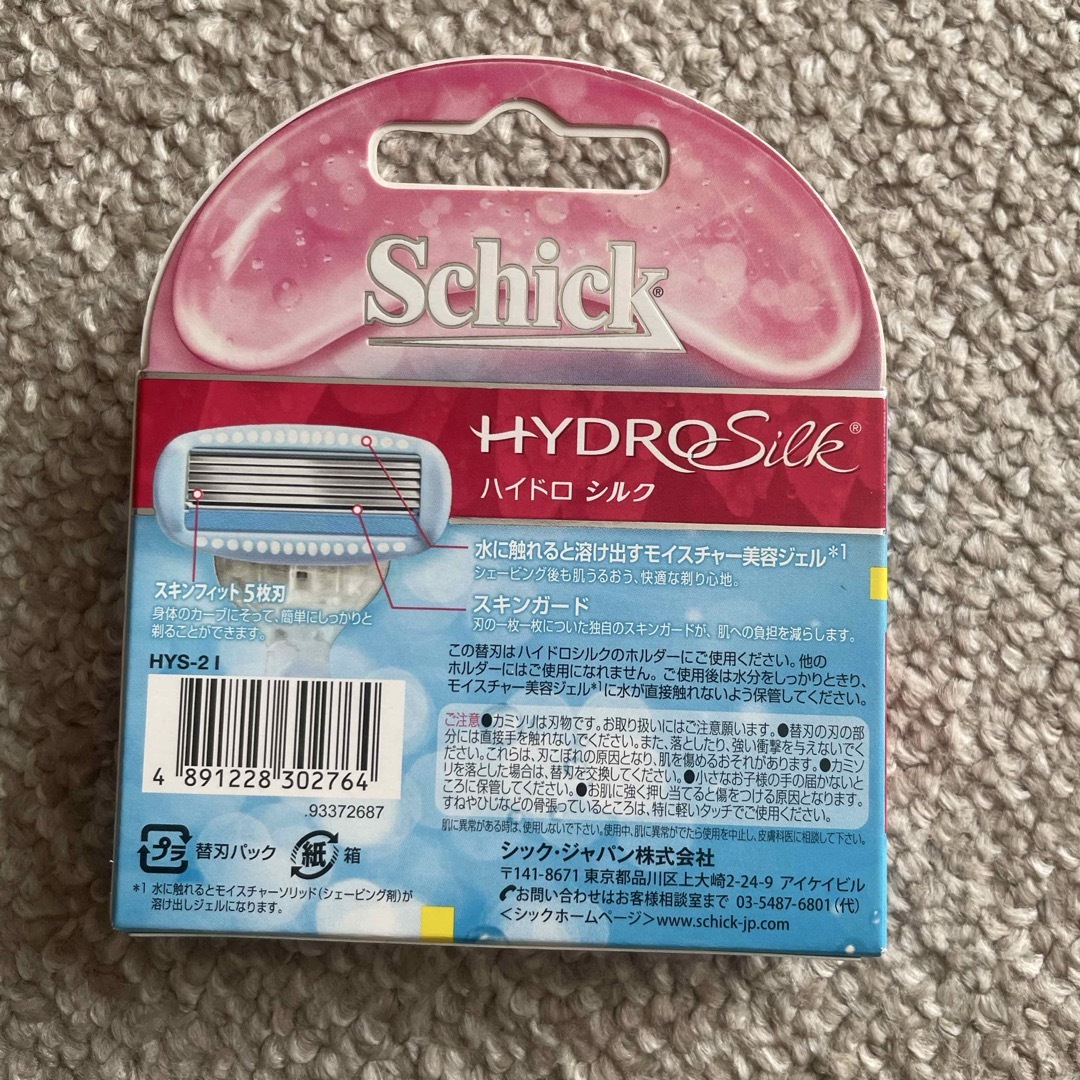 Schick®
HYDRO Silk®
ハイドロ シルク
水に触れると溶け出すモイスチャー美容ジェル*1
シェービング後も肌うるおう、快適な剃り心地。
スキンガード
刃の一枚一枚についた独自のスキンガードが、肌への負担を減らします。
スキンフィット5枚刃
身体のカーブにそって、簡単にしっかりと
剃ることができます。
HYS-2 I
この替刃はハイドロシルクのホルダーにご使用ください。他の
ホルダーにはご使用になれません。ご使用後は水分をしっかりときり、
モイスチャー美容ジェル*1に水が直接触れないよう保管してください。
ご注意●カミソリは刃物です。お取り扱いにはご注意願います。●替刃の刃の部
分には直接手を触れないでください。また、落としたり、強い衝撃を与えないでく
ださい。これらは、刃こぼれの原因となり、肌を傷めるおそれがあります。●カミソ
リを落とした場合は、替刃を交換してください。●小さなお子様の手の届かないと
ころに保管してください。●お肌に強く押し当てると傷をつける原因となります。
すねやひじなどの骨張っているところは、特に軽いタッチでご使用ください。
肌に異常がある時は、使用しないで下さい。使用中、肌に異常がでたら使用を中止し、皮膚科医に相談して下さい。
4 891228 302764
.93372687
プラ 替刃パック 紙 箱
*1 水に触れるとモイスチャーソリッド(シェービング剤)が
溶け出しジェルになります。
シック・ジャパン株式会社
〒141-8671 東京都品川区上大崎2-24-9 アイケイビル
お問い合わせはお客様相談室まで 03-5487-6801(代)
<シックホームページ>www.schick-jp.com